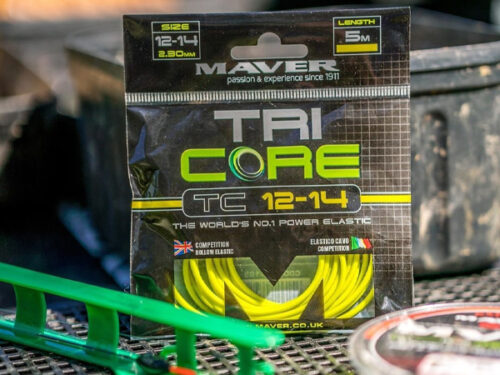 SIZE
12-14
2.30MM
LENGTH
5M
MAVER
passion & experience since 1911
TRI
CORE
TC 12-14
THE WORLD'S NO.1 POWER ELASTIC
COMPETITION
HOLLOW ELASTIC
ELASTICO CAVO
COMPETITION
MAVER.CO.UK